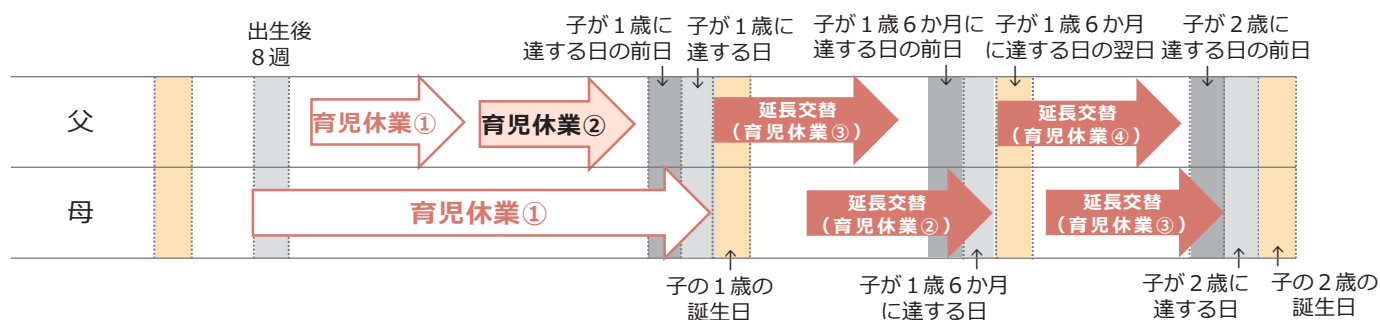 出生後
８週
子が１歳に
達する日の前日
子が１歳に
達する日
子が１歳６か月に
達する日の前日
子が１歳６か月
に達する日の翌日
子が２歳に
達する日の前日
父
育児休業①
育児休業②
延長交替
（育児休業③）
延長交替
（育児休業④）
母
育児休業①
延長交替
（育児休業②）
延長交替
（育児休業③）
子の１歳の
誕生日
子が１歳６か月
に達する日
子が２歳に
達する日
子の２歳の
誕生日